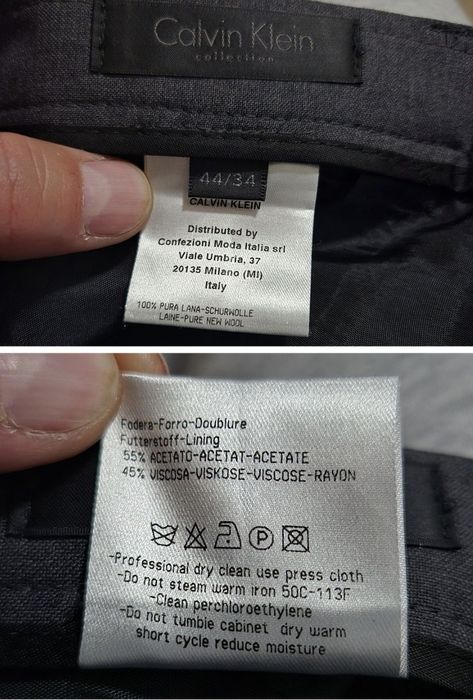 Calvin Klein
collection
44/34
CALVIN KLEIN
Distributed by
Confezioni Moda Italia srl
Viale Umbria, 37
20135 Milano (MI)
Italy
100% PURA LANA-SCHURWOLLE
LAINE-PURE NEW WOOL
Fodera-Forro-Doublure
Futterstoff-Lining
55% ACETATO-ACETAT-ACETATE
45% VISCOSA-VISKOSE-VISCOSE-RAYON
P
-Professional dry clean use press cloth
-Do not steam warm iron 50C-113F
-Clean perchloroethylene
-Do not tumbie cabinet dry warm
short cycle reduce moisture